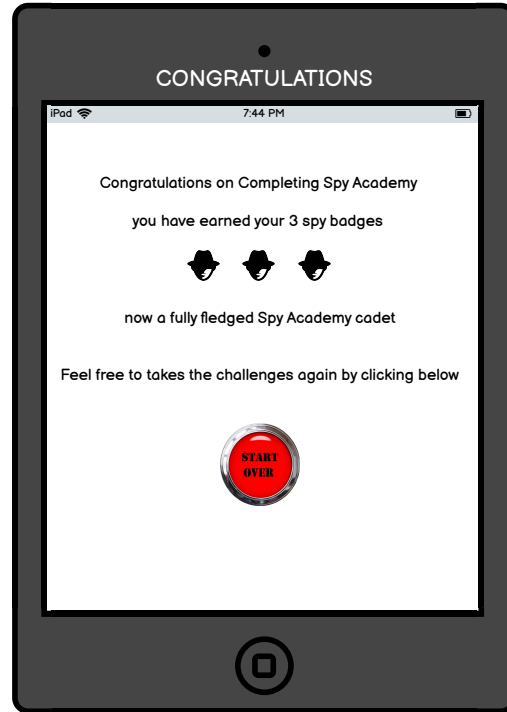 CONGRATULATIONS
iPad 7:44 PM
Congratulations on Completing Spy Academy
you have earned your 3 spy badges
now a fully fledged Spy Academy cadet
Feel free to takes the challenges again by clicking below
START
OVER